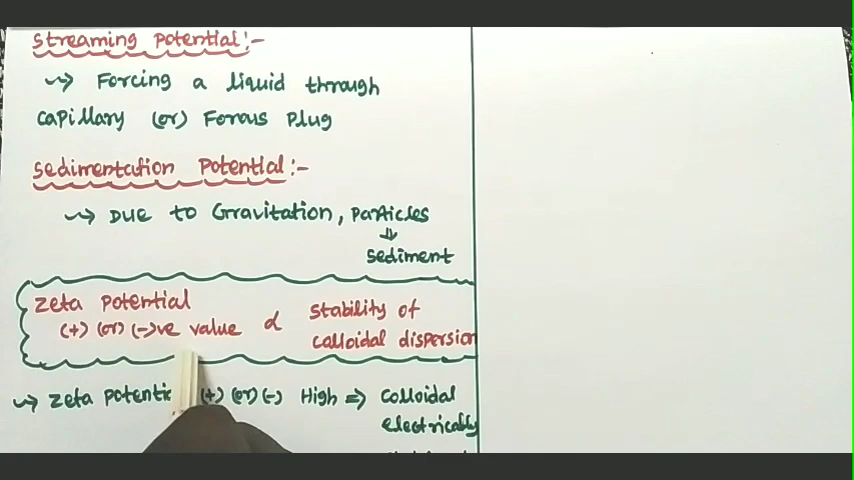 Streaming Potential:-
↝ Forcing a liquid through
capillary (or) Porous Plug
Sedimentation Potential:-
↝ Due to Gravitation, Particles
⇓
sediment
Zeta potential
(+) (or) (-)ve value ∝ stability of
colloidal dispersion
↝ Zeta potenti (+) (or) (-) High ⇒ colloidal
electrically